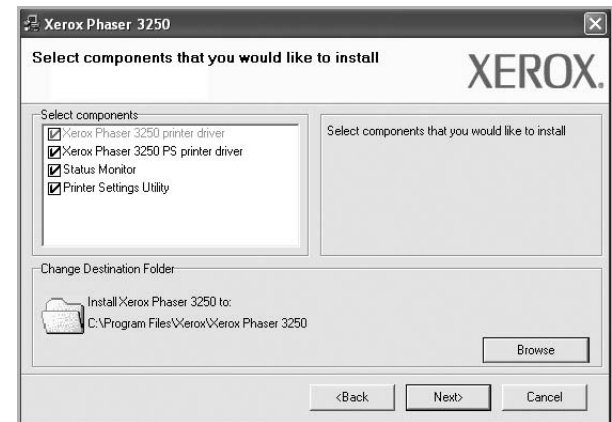 Xerox Phaser 3250
Select components that you would like to install
XEROX.
Select components
Xerox Phaser 3250 printer driver
Xerox Phaser 3250 PS printer driver
Status Monitor
Printer Settings Utility
Select components that you would like to install
Change Destination Folder
Install Xerox Phaser 3250 to:
C:\Program Files\Xerox\Xerox Phaser 3250
Browse
<Back
Next>
Cancel